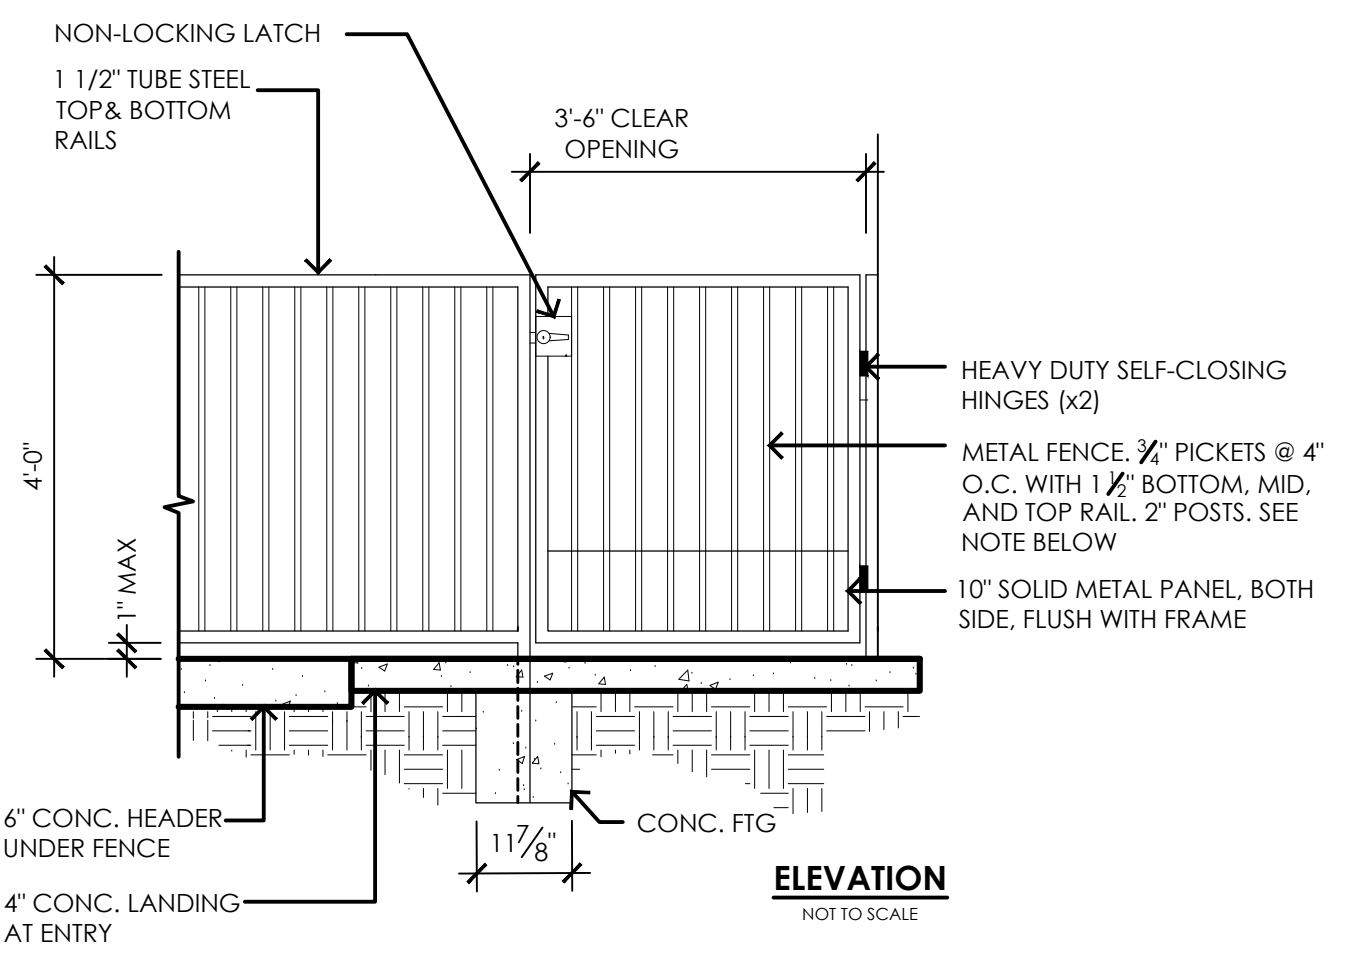 NON-LOCKING LATCH
1 1/2" TUBE STEEL
TOP& BOTTOM
RAILS
3'-6" CLEAR
OPENING
4'-0"
1" MAX
HEAVY DUTY SELF-CLOSING
HINGES (x2)
METAL FENCE. 3/4" PICKETS @ 4"
O.C. WITH 1 1/2" BOTTOM, MID,
AND TOP RAIL. 2" POSTS. SEE
NOTE BELOW
10" SOLID METAL PANEL, BOTH
SIDE, FLUSH WITH FRAME
6" CONC. HEADER
UNDER FENCE
4" CONC. LANDING
AT ENTRY
11 7/8"
CONC. FTG
ELEVATION
NOT TO SCALE